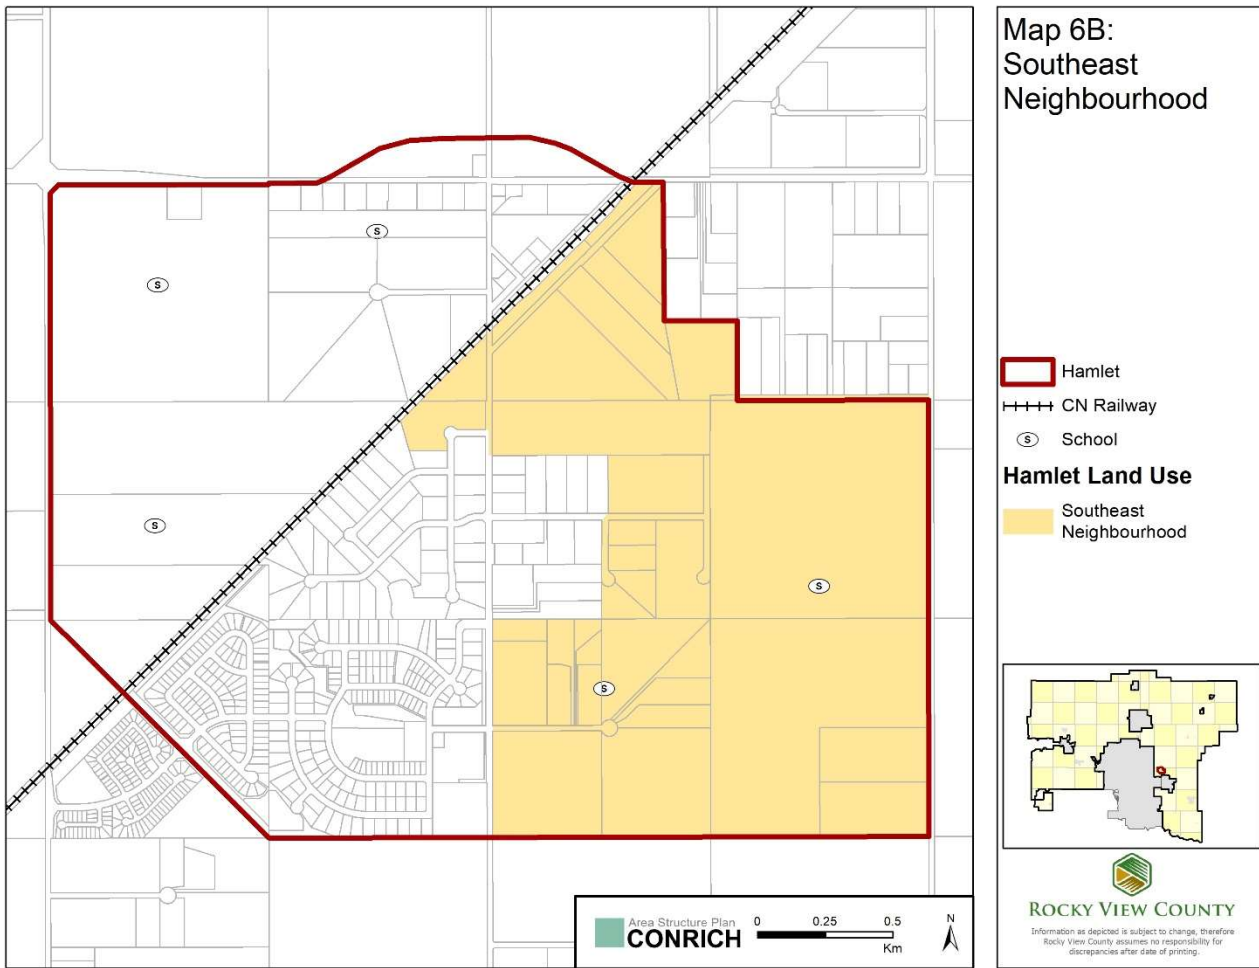 Map 6B:
Southeast
Neighbourhood
S
S
S
S
S
Hamlet
CN Railway
S School
Hamlet Land Use
Southeast
Neighbourhood
Area Structure Plan
CONRICH
0 0.25 0.5
Km
N
ROCKY VIEW COUNTY
Information as depicted is subject to change, therefore
Rocky View County assumes no responsibility for
discrepancies after date of printing.